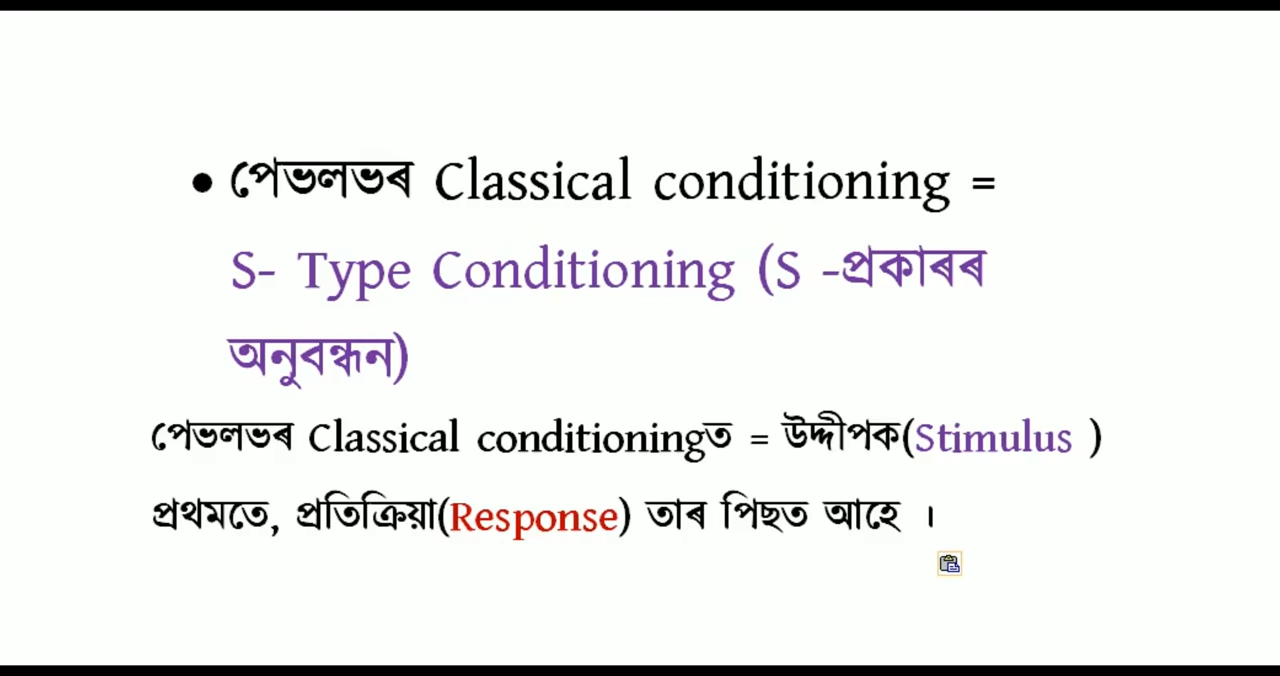 • পেভলভৰ Classical conditioning =
S- Type Conditioning (S -প্ৰকাৰৰ
অনুবন্ধন)
পেভলভৰ Classical conditioningত = উদ্দীপক(Stimulus )
প্ৰথমতে, প্ৰতিক্ৰিয়া(Response) তাৰ পিছত আহে ।